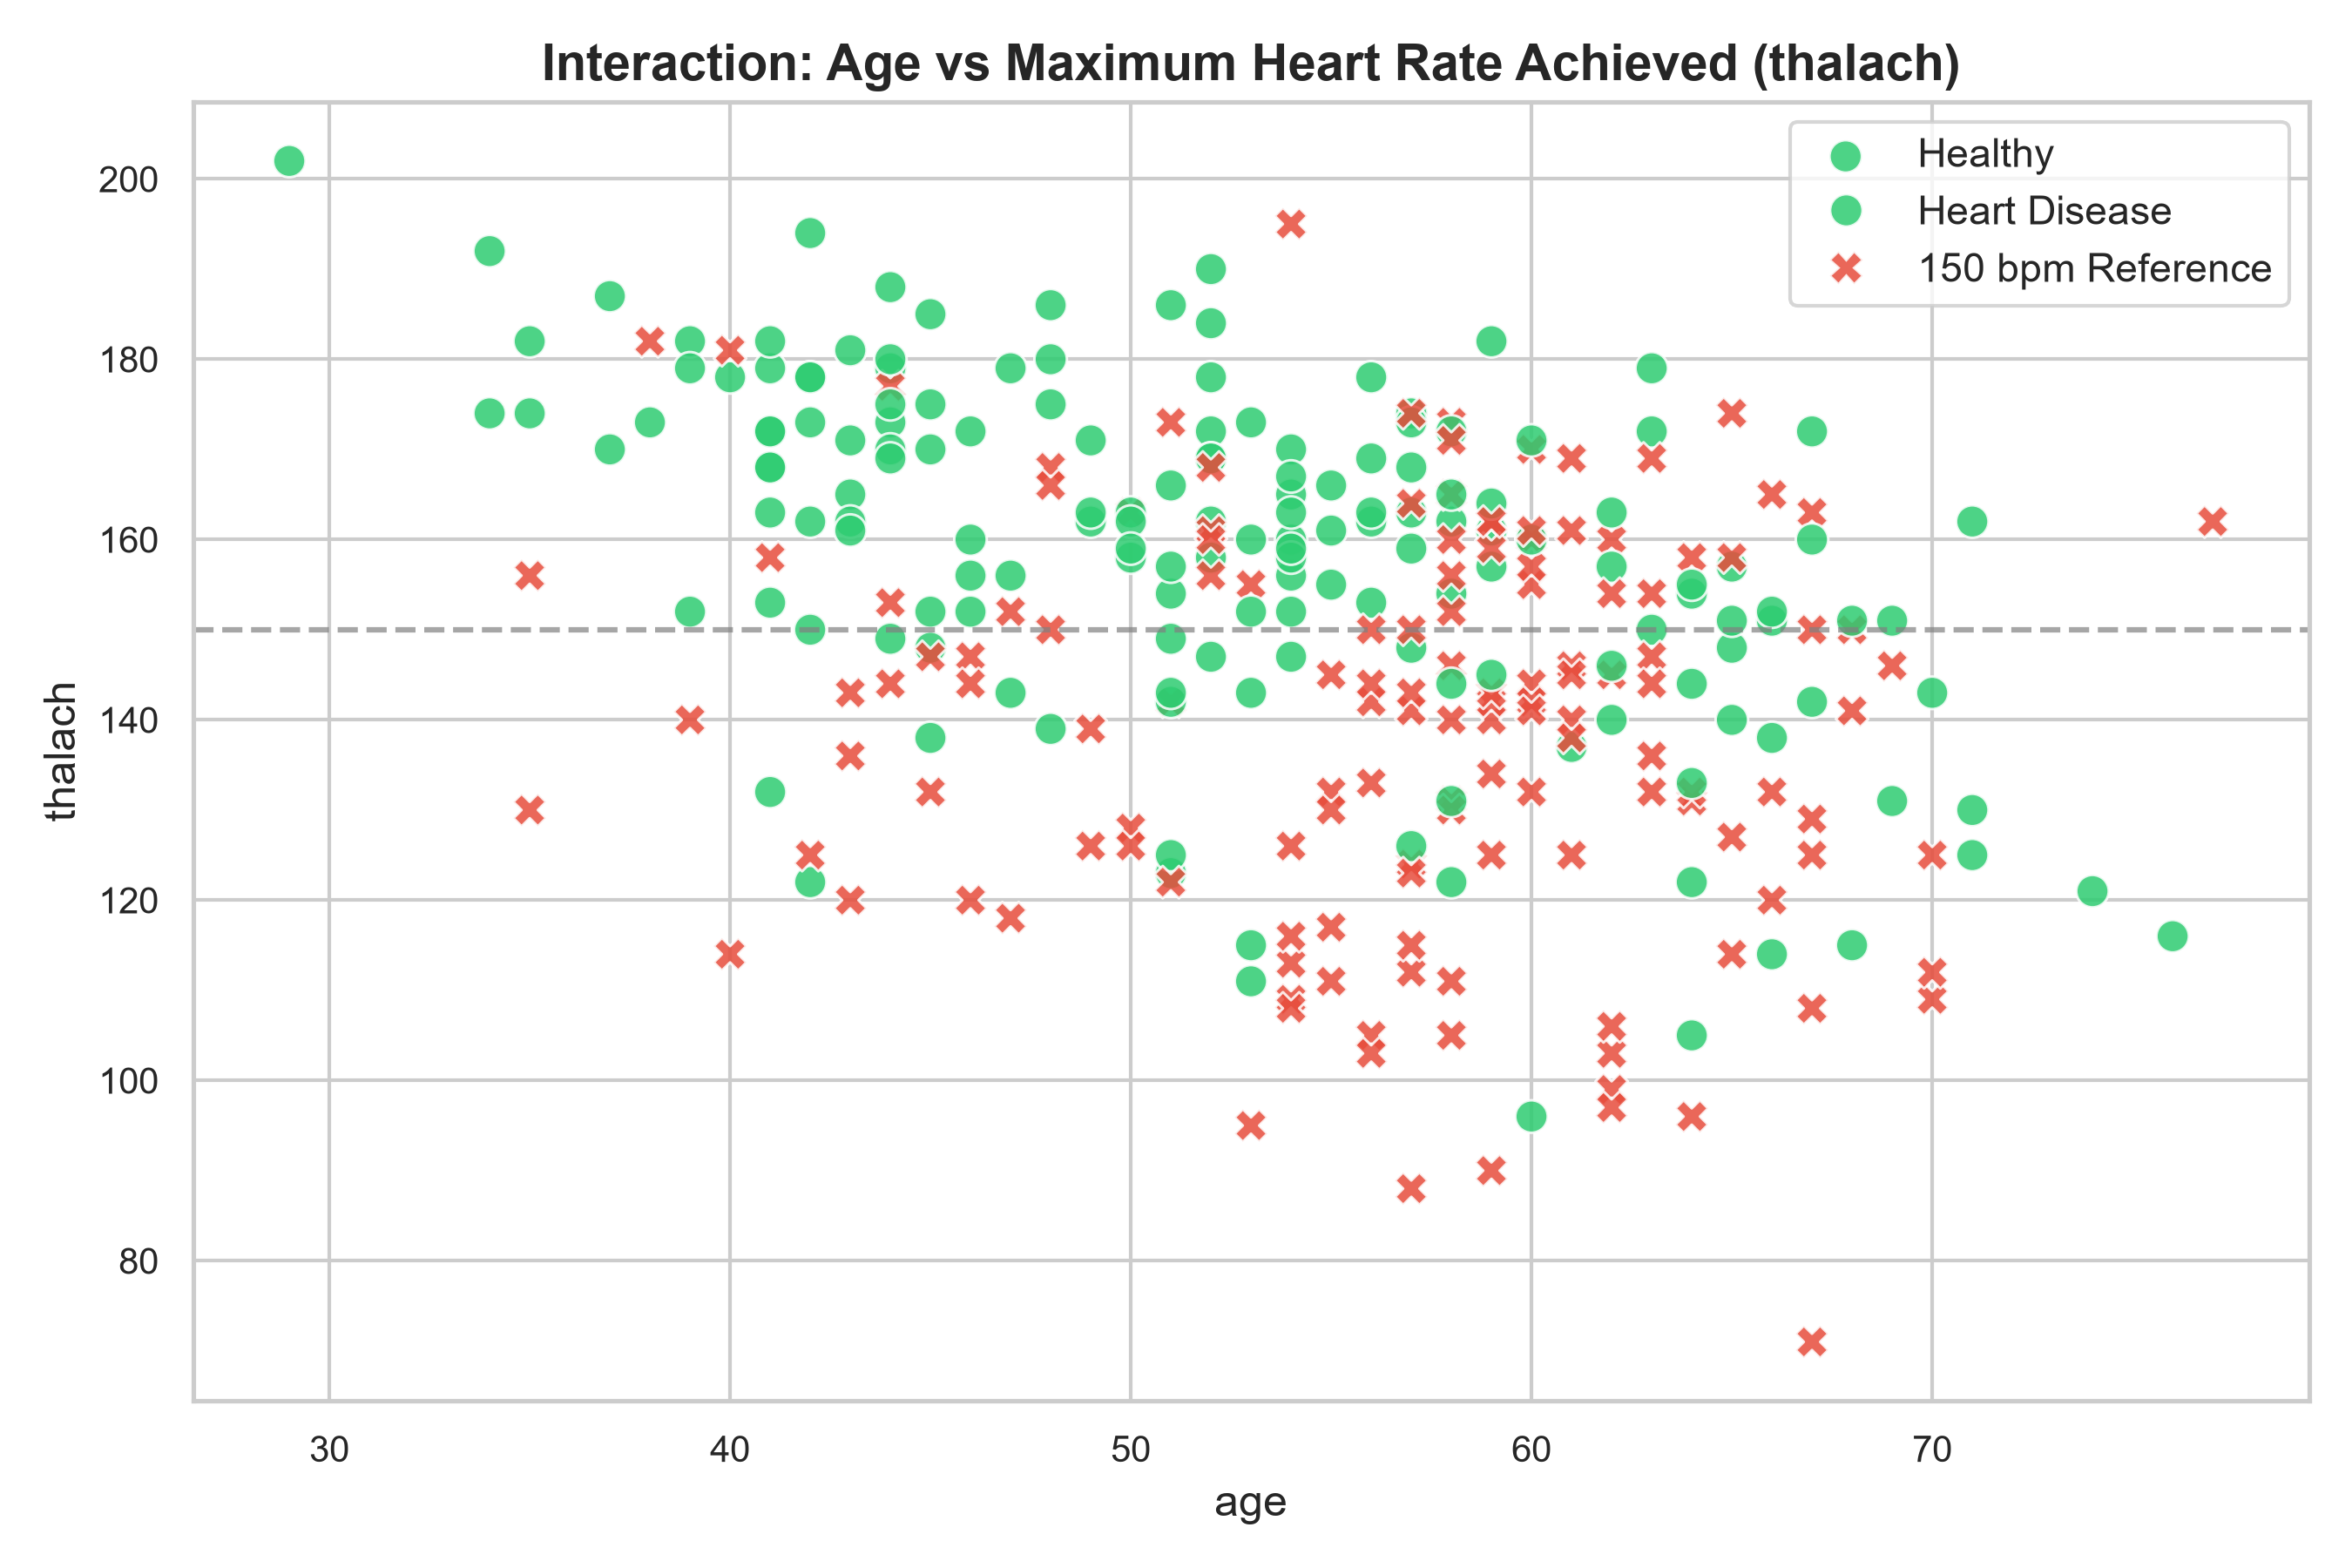 Interaction: Age vs Maximum Heart Rate Achieved (thalach)
Healthy
Heart Disease
150 bpm Reference
thalach
200
180
160
140
120
100
80
30 40 50 60 70
age